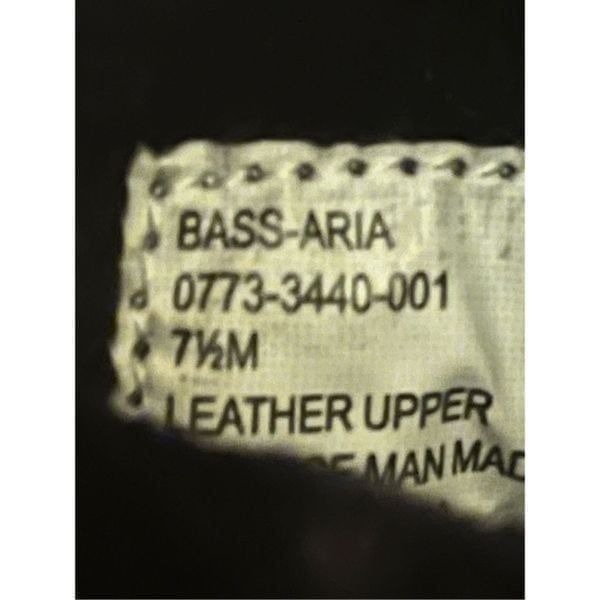 BASS-ARIA
0773-3440-001
7½M
LEATHER UPPER
MAN MAD